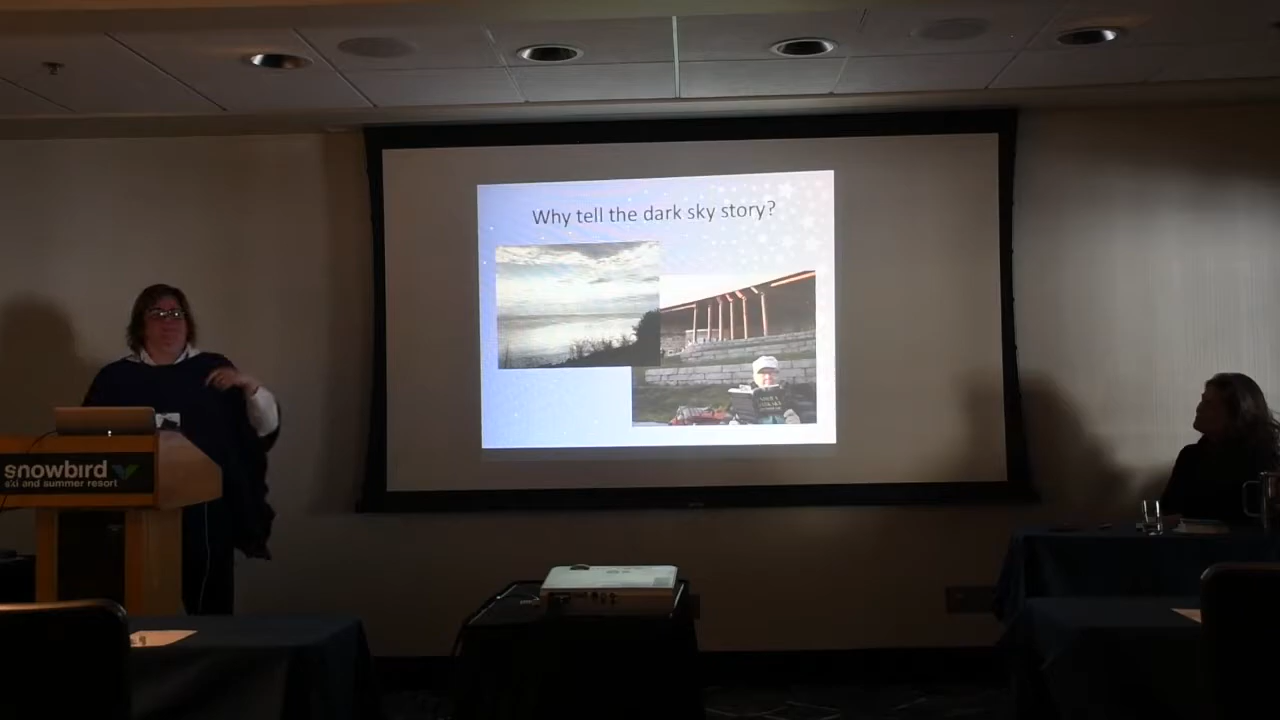 Why tell the dark sky story?
snowbird
ski and summer resort